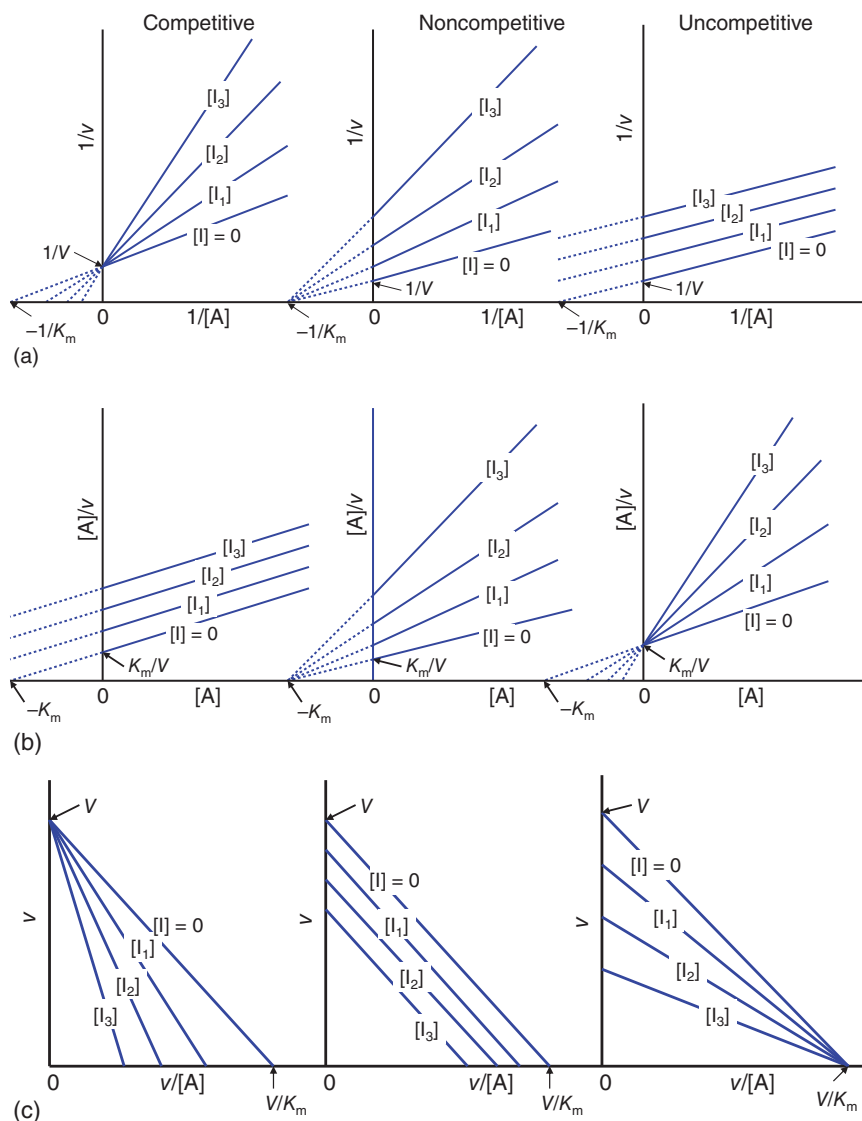 Competitive Noncompetitive Uncompetitive
1/v [I₃] [I₂] [I₁] [I] = 0 1/V 0 1/[A] −1/Kₘ
1/v [I₃] [I₂] [I₁] [I] = 0 1/V 0 1/[A] −1/Kₘ
1/v [I₃] [I₂] [I₁] [I] = 0 1/V 0 1/[A] −1/Kₘ
(a)
[A]/v [I₃] [I₂] [I₁] [I] = 0 Kₘ/V 0 [A] −Kₘ
[A]/v [I₃] [I₂] [I₁] [I] = 0 Kₘ/V 0 [A] −Kₘ
[A]/v [I₃] [I₂] [I₁] [I] = 0 Kₘ/V 0 [A] −Kₘ
(b)
V v [I] = 0 [I₁] [I₂] [I₃] 0 v/[A] V/Kₘ
V v [I] = 0 [I₁] [I₂] [I₃] 0 v/[A] V/Kₘ
V v [I] = 0 [I₁] [I₂] [I₃] 0 v/[A] V/Kₘ
(c)